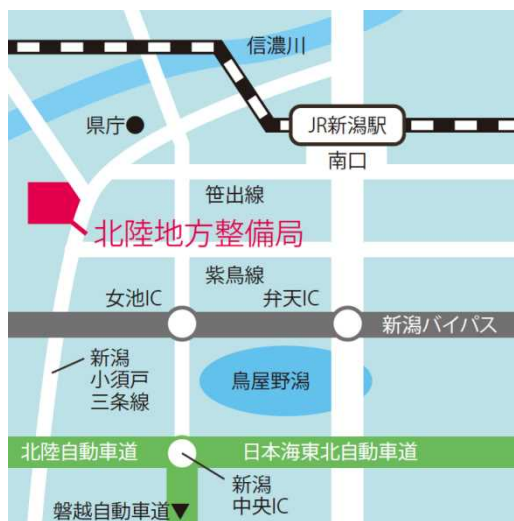 信濃川
県庁
JR新潟駅
南口
笹出線
北陸地方整備局
紫鳥線
女池IC
弁天IC
新潟バイパス
新潟
小須戸
三条線
鳥屋野潟
北陸自動車道
日本海東北自動車道
新潟
中央IC
磐越自動車道▼